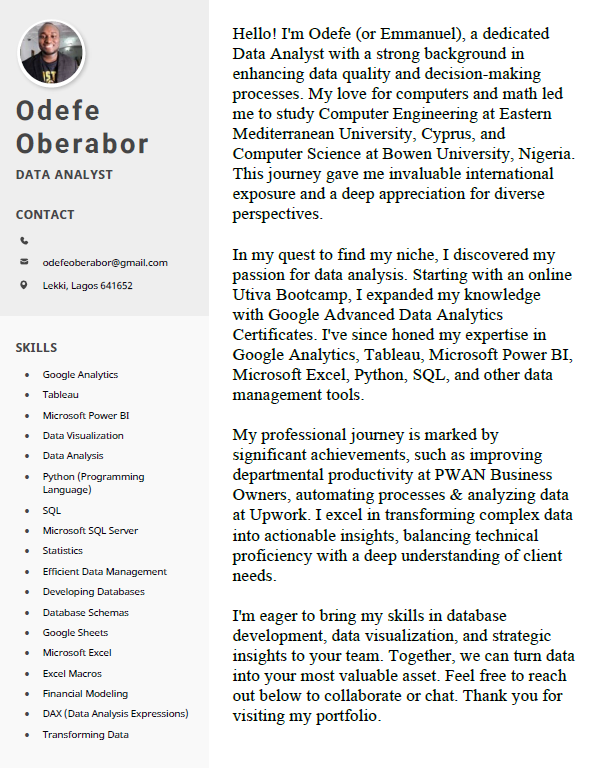 Odefe
Oberabor
DATA ANALYST
CONTACT
odefeoberabor@gmail.com
Lekki, Lagos 641652
SKILLS
Google Analytics
Tableau
Microsoft Power BI
Data Visualization
Data Analysis
Python (Programming
Language)
SQL
Microsoft SQL Server
Statistics
Efficient Data Management
Developing Databases
Database Schemas
Google Sheets
Microsoft Excel
Excel Macros
Financial Modeling
DAX (Data Analysis Expressions)
Transforming Data
Hello! I'm Odefe (or Emmanuel), a dedicated
Data Analyst with a strong background in
enhancing data quality and decision-making
processes. My love for computers and math led
me to study Computer Engineering at Eastern
Mediterranean University, Cyprus, and
Computer Science at Bowen University, Nigeria.
This journey gave me invaluable international
exposure and a deep appreciation for diverse
perspectives.
In my quest to find my niche, I discovered my
passion for data analysis. Starting with an online
Utiva Bootcamp, I expanded my knowledge
with Google Advanced Data Analytics
Certificates. I've since honed my expertise in
Google Analytics, Tableau, Microsoft Power BI,
Microsoft Excel, Python, SQL, and other data
management tools.
My professional journey is marked by
significant achievements, such as improving
departmental productivity at PWAN Business
Owners, automating processes & analyzing data
at Upwork. I excel in transforming complex data
into actionable insights, balancing technical
proficiency with a deep understanding of client
needs.
I'm eager to bring my skills in database
development, data visualization, and strategic
insights to your team. Together, we can turn data
into your most valuable asset. Feel free to reach
out below to collaborate or chat. Thank you for
visiting my portfolio.